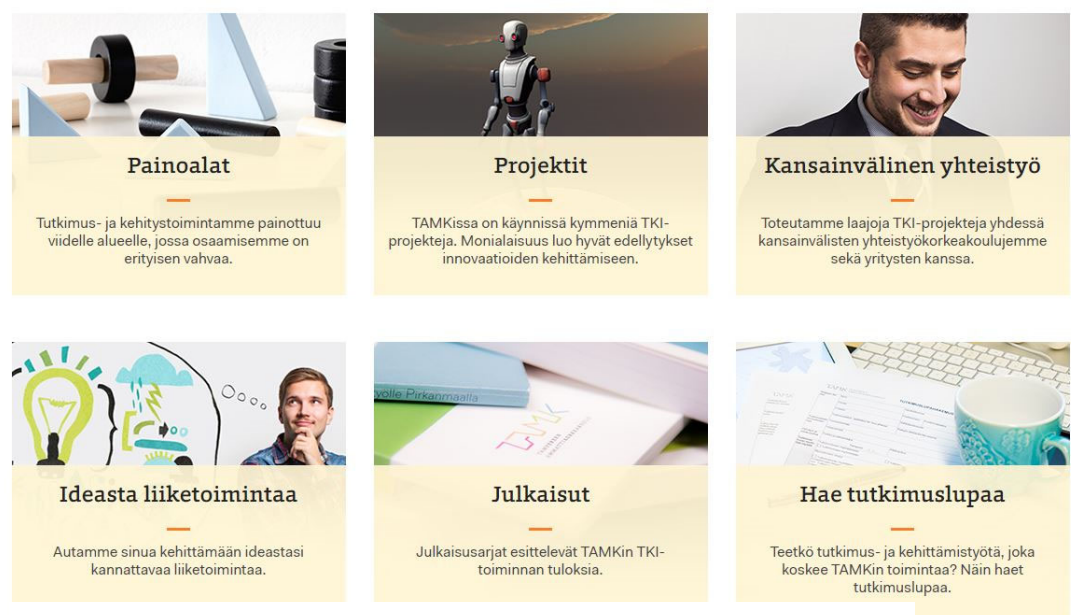 Painoalat
Tutkimus- ja kehitystoimintamme painottuu
viidelle alueelle, jossa osaamisemme on
erityisen vahvaa.
Projektit
TAMKissa on käynnissä kymmeniä TKI-
projekteja. Monialaisuus luo hyvät edellytykset
innovaatioiden kehittämiseen.
Kansainvälinen yhteistyö
Toteutamme laajoja TKI-projekteja yhdessä
kansainvälisten yhteistyökorkeakoulujemme
sekä yritysten kanssa.
Ideasta liiketoimintaa
Autamme sinua kehittämään ideastasi
kannattavaa liiketoimintaa.
Pirkanmaalla
TAMK
Julkaisut
Julkaisusarjat esittelevät TAMKin TKI-
toiminnan tuloksia.
Hae tutkimuslupaa
Teetkö tutkimus- ja kehittämistyötä, joka
koskee TAMKin toimintaa? Näin haet
tutkimuslupaa.